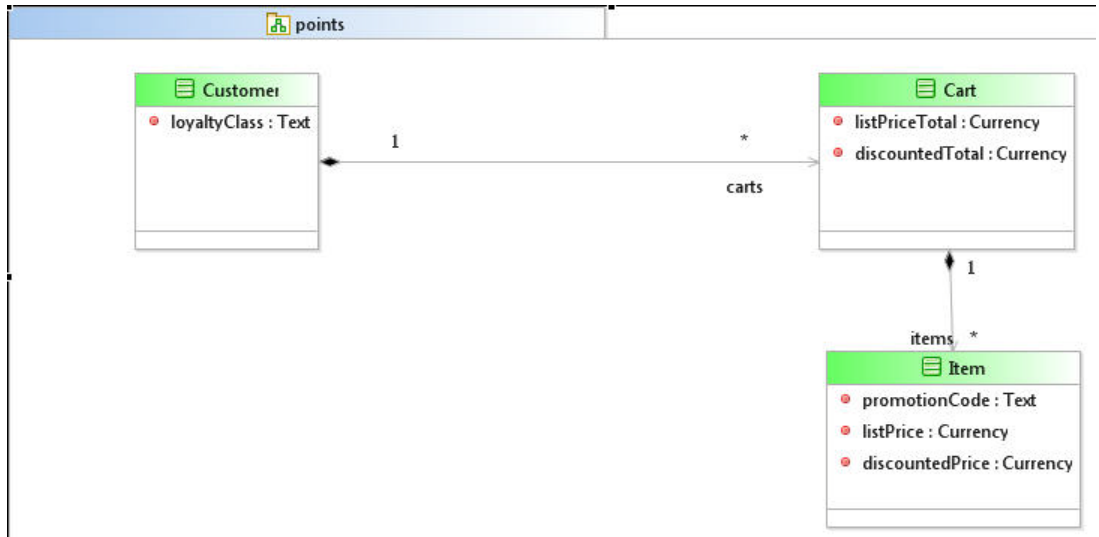 points
Customer
loyaltyClass : Text
1
*
carts
Cart
listPriceTotal : Currency
discountedTotal : Currency
1
items *
Item
promotionCode : Text
listPrice : Currency
discountedPrice : Currency